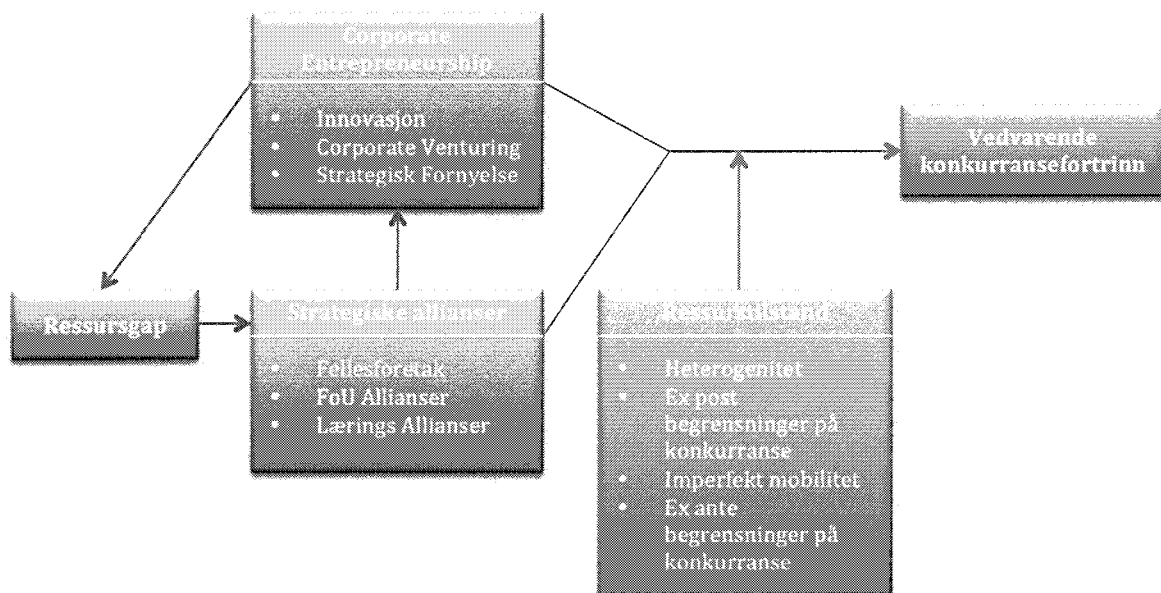 Corporate
Entrepreneurship
• Innovasjon
• Corporate Venturing
• Strategisk Fornyelse
Vedvarende
konkurransefortrinn
Ressursgap
Strategiske allianser
• Fellesforetak
• FoU Allianser
• Lærings Allianser
Ressurstilstand
• Heterogenitet
• Ex post
begrensninger på
konkurranse
• Imperfekt mobilitet
• Ex ante
begrensninger på
konkurranse